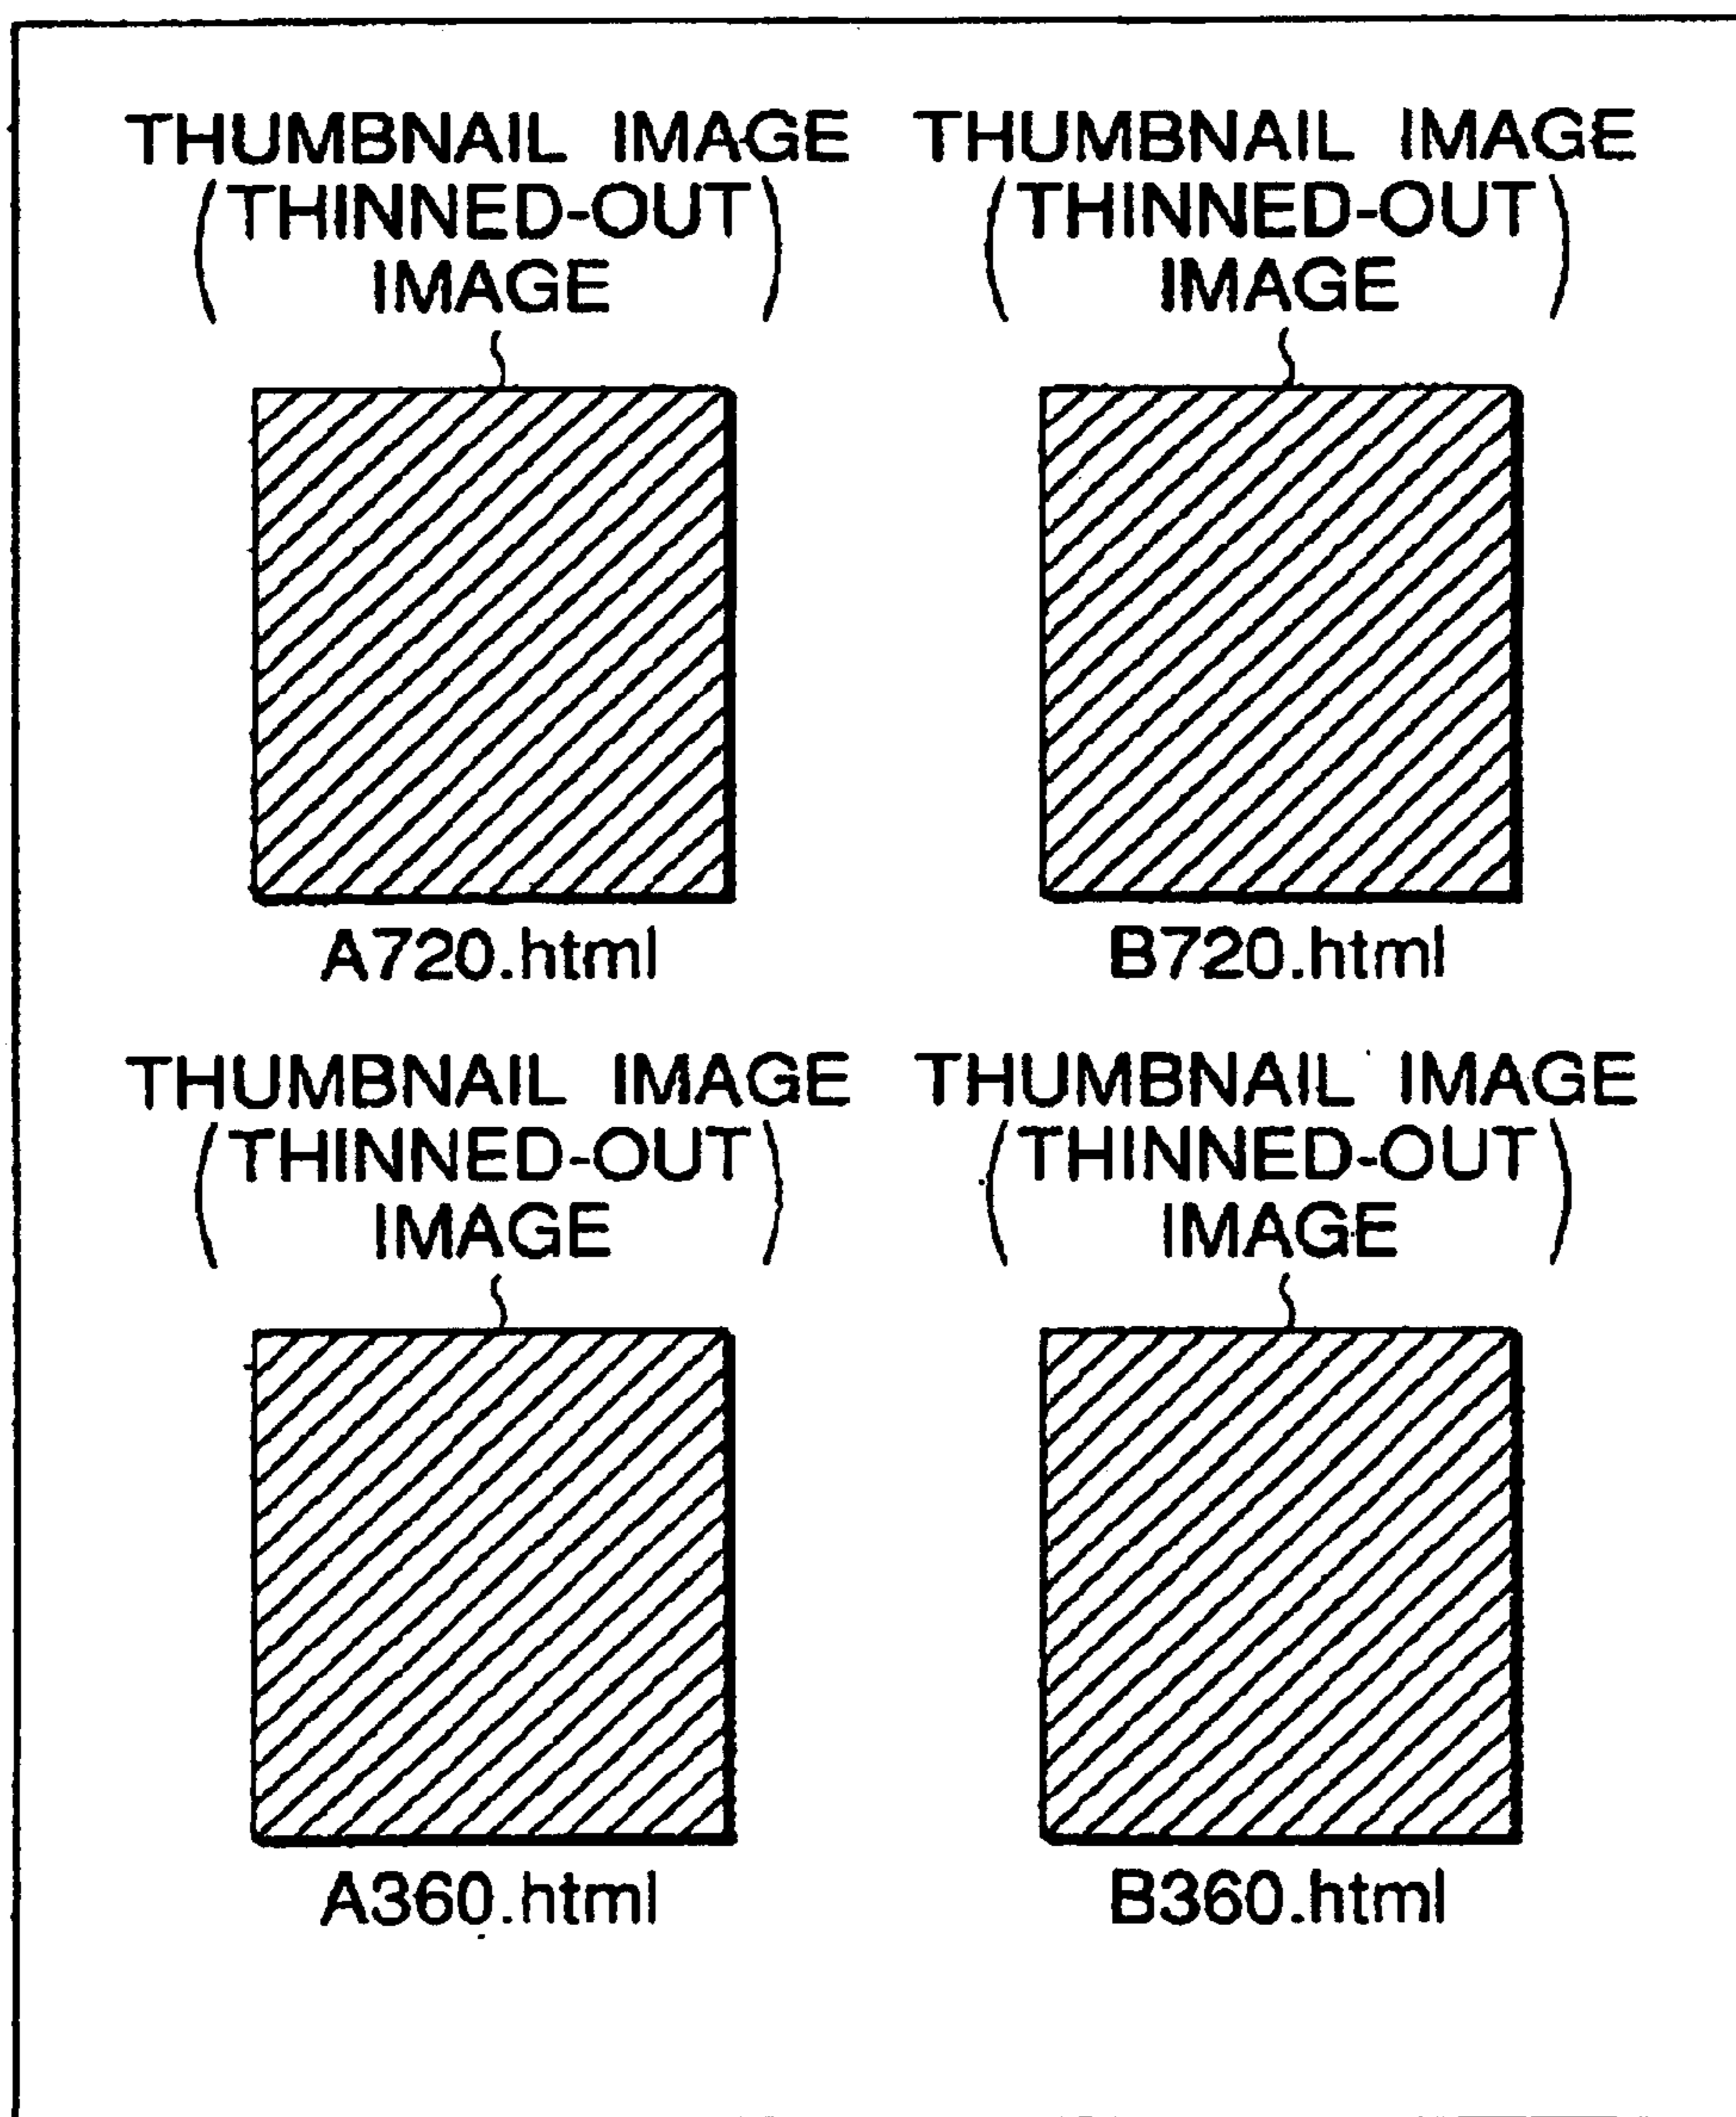 THUMBNAIL IMAGE
(THINNED-OUT
IMAGE)
THUMBNAIL IMAGE
(THINNED-OUT
IMAGE)
A720.html
B720.html
THUMBNAIL IMAGE
(THINNED-OUT
IMAGE)
THUMBNAIL IMAGE
(THINNED-OUT
IMAGE)
A360.html
B360.html